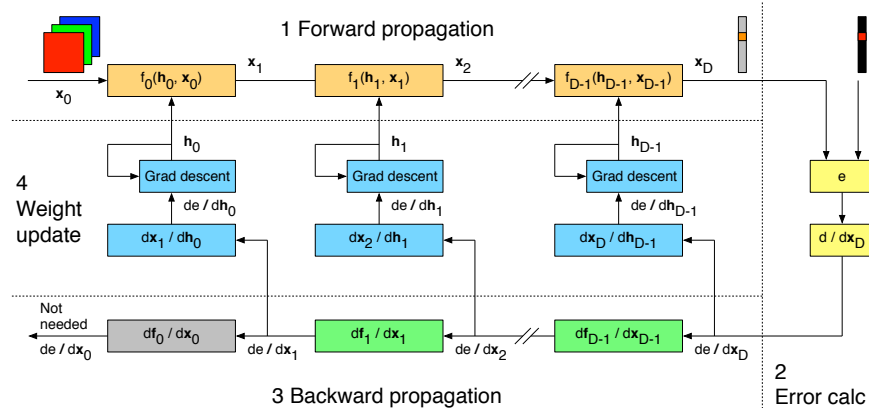 1 Forward propagation
x0
f0(h0, x0)
x1
f1(h1, x1)
x2
fD-1(hD-1, xD-1)
xD
4
Weight
update
h0
h1
hD-1
Grad descent
Grad descent
Grad descent
e
de / dh0
de / dh1
de / dhD-1
dx1 / dh0
dx2 / dh1
dxD / dhD-1
d / dxD
Not
needed
de / dx0
df0 / dx0
de / dx1
df1 / dx1
de / dx2
dfD-1 / dxD-1
de / dxD
3 Backward propagation
2
Error calc